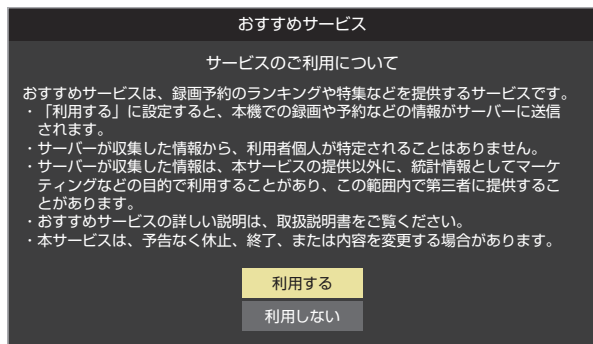 おすすめサービス
サービスのご利用について
おすすめサービスは、録画予約のランキングや特集などを提供するサービスです。
・「利用する」に設定すると、本機での録画や予約などの情報がサーバーに送信
されます。
・サーバーが収集した情報から、利用者個人が特定されることはありません。
・サーバーが収集した情報は、本サービスの提供以外に、統計情報としてマーケ
ティングなどの目的で利用することがあり、この範囲内で第三者に提供するこ
とがあります。
・おすすめサービスの詳しい説明は、取扱説明書をご覧ください。
・本サービスは、予告なく休止、終了、または内容を変更する場合があります。
利用する
利用しない